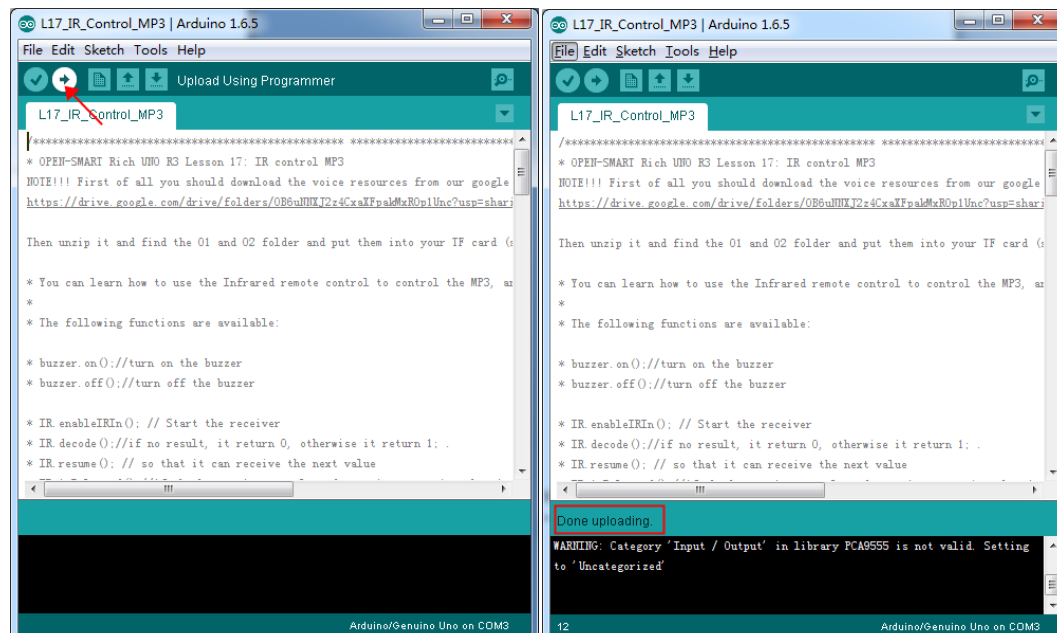 L17_IR_Control_MP3 | Arduino 1.6.5
File Edit Sketch Tools Help
Upload Using Programmer
L17_IR_Control_MP3
/************************************************* **************************
* OPEN-SMART Rich UNO R3 Lesson 17: IR control MP3
NOTE!!! First of all you should download the voice resources from our google
Then unzip it and find the 01 and 02 folder and put them into your TF card
* You can learn how to use the Infrared remote control to control the MP3,
*
* The following functions are available:
* buzzer.on();//turn on the buzzer
* buzzer.off();//turn off the buzzer
* IR.enableIRIn(); // Start the receiver
* IR.decode();//if no result, it return 0, otherwise it return 1; .
* IR.resume(); // so that it can receive the next value
Arduino/Genuino Uno on COM3
L17_IR_Control_MP3 | Arduino 1.6.5
File Edit Sketch Tools Help
L17_IR_Control_MP3
/************************************************* **************************
* OPEN-SMART Rich UNO R3 Lesson 17: IR control MP3
NOTE!!! First of all you should download the voice resources from our google
Then unzip it and find the 01 and 02 folder and put them into your TF card
* You can learn how to use the Infrared remote control to control the MP3,
*
* The following functions are available:
* buzzer.on();//turn on the buzzer
* buzzer.off();//turn off the buzzer
* IR.enableIRIn(); // Start the receiver
* IR.decode();//if no result, it return 0, otherwise it return 1; .
* IR.resume(); // so that it can receive the next value
Done uploading.
WARNING: Category 'Input / Output' in library PCA9555 is not valid. Setting
to 'Uncategorized'
12
Arduino/Genuino Uno on COM3